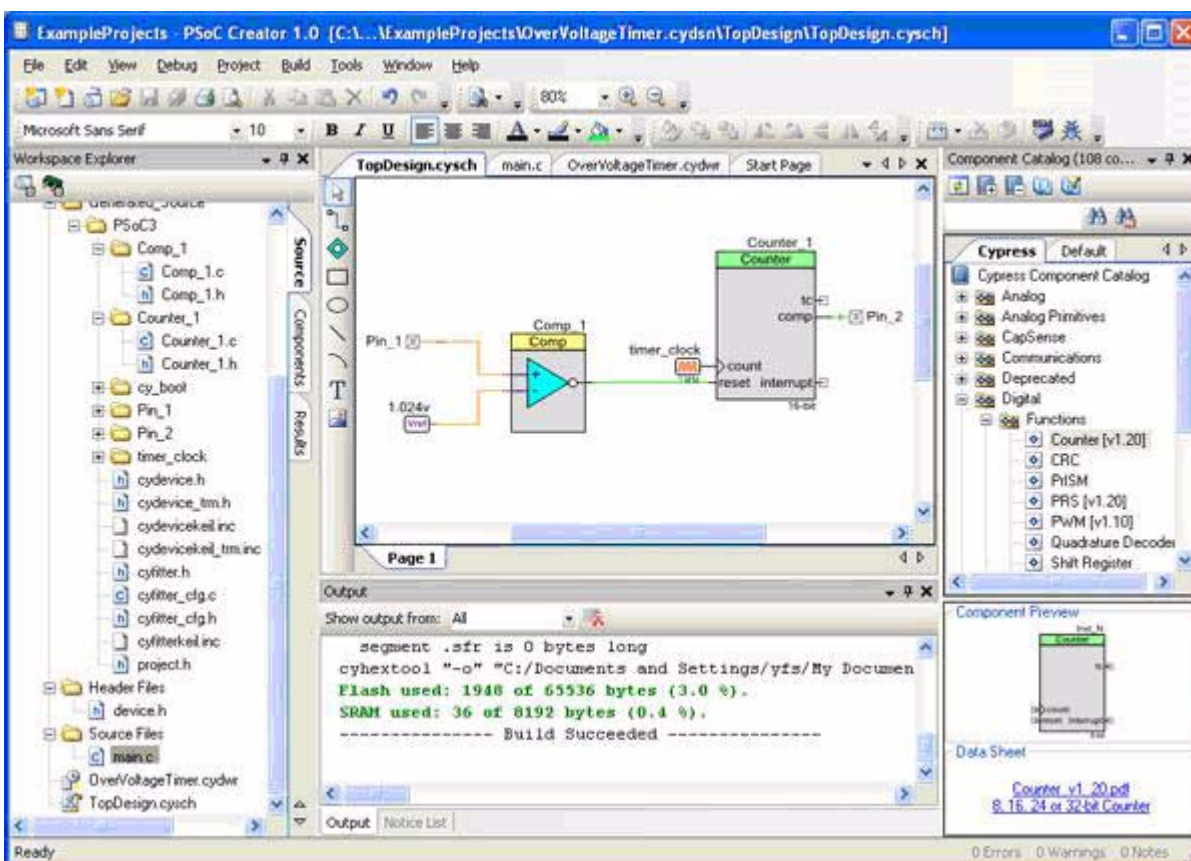 ExampleProjects - PSoC Creator 1.0 [C:\...\ExampleProjects\OverVoltageTimer.cydsn\TopDesign\TopDesign.cysch]
File Edit View Debug Project Build Tools Window Help
80%
Microsoft Sans Serif 10 B I U
Workspace Explorer
Generated_Source
PSoC3
Comp_1
Comp_1.c
Comp_1.h
Counter_1
Counter_1.c
Counter_1.h
cy_boot
Pin_1
Pin_2
timer_clock
cydevice.h
cydevice_trm.h
cydevicekeil.inc
cydevicekeil_trm.inc
cyfitter.h
cyfitter_cfg.c
cyfitter_cfg.h
cyfitterkeil.inc
project.h
Header Files
device.h
Source Files
main.c
OverVoltageTimer.cydwr
TopDesign.cysch
Source
Components
Results
TopDesign.cysch main.c OverVoltageTimer.cydwr Start Page
T
Counter_1
Counter
tc
comp
Pin_2
Comp_1
Comp
Pin_1
timer_clock
count
reset interrupt
16-bit
1.024v
Vref
Page 1
Output
Show output from: All
segment .sfr is 0 bytes long
cyhextool "-o" "C:/Documents and Settings/yfs/My Documen
Flash used: 1948 of 65536 bytes (3.0 %).
SRAM used: 36 of 8192 bytes (0.4 %).
--------------- Build Succeeded ---------------
Output Notice List
Component Catalog (108 co...
Cypress Default
Cypress Component Catalog
Analog
Analog Primitives
CapSense
Communications
Deprecated
Digital
Functions
Counter [v1.20]
CRC
PrISM
PRS [v1.20]
PWM [v1.10]
Quadrature Decoder
Shift Register
Component Preview
Inst_N
Counter
count
interrupt
Data Sheet
Counter_v1_20.pdf
8, 16, 24 or 32-bit Counter
Ready
0 Errors 0 Warnings 0 Notes